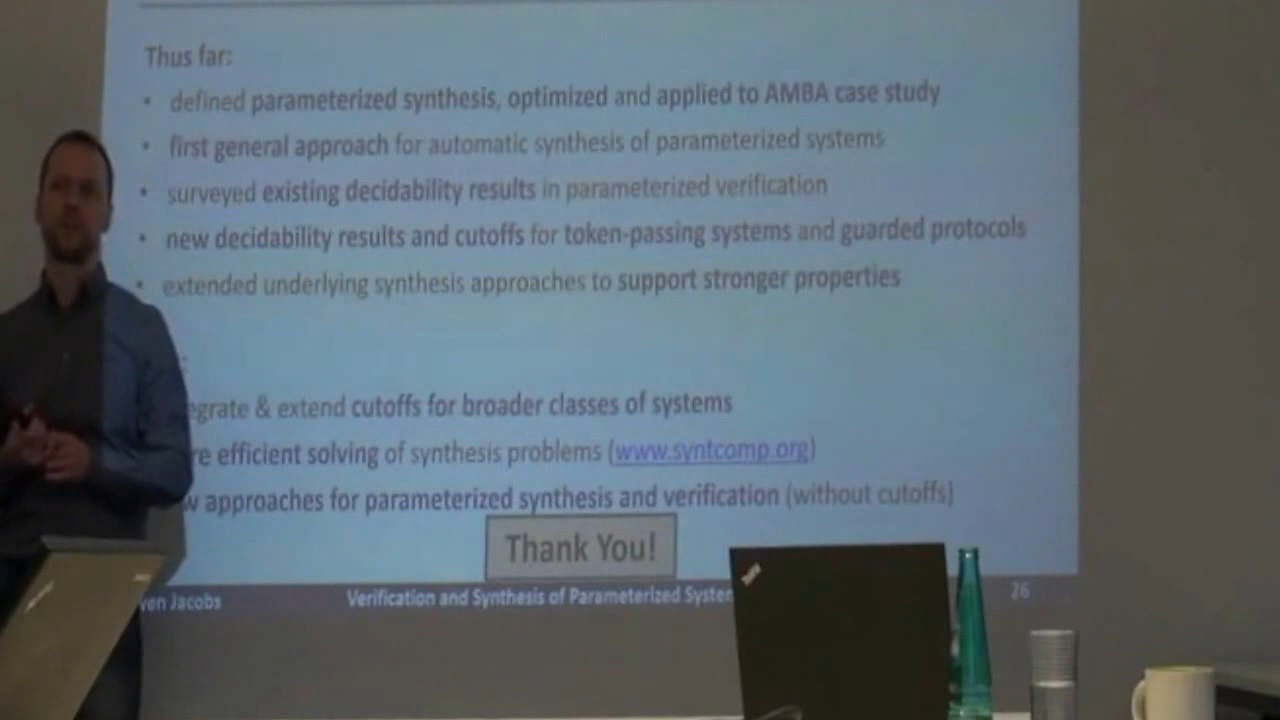 Thus far:
• defined parameterized synthesis, optimized and applied to AMBA case study
• first general approach for automatic synthesis of parameterized systems
• surveyed existing decidability results in parameterized verification
• new decidability results and cutoffs for token-passing systems and guarded protocols
• extended underlying synthesis approaches to support stronger properties
:
egrate & extend cutoffs for broader classes of systems
re efficient solving of synthesis problems (www.syntcomp.org)
w approaches for parameterized synthesis and verification (without cutoffs)
Thank You!
ven Jacobs Verification and Synthesis of Parameterized System 26